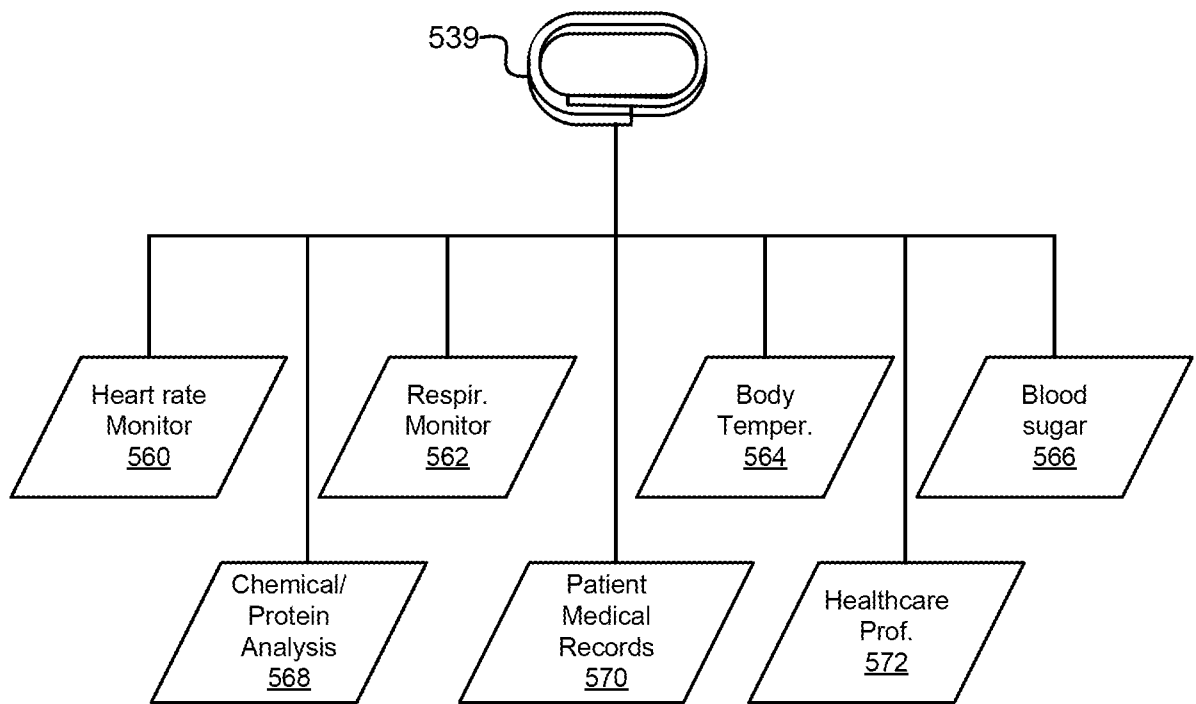 539
Heart rate
Monitor
560
Respir.
Monitor
562
Body
Temper.
564
Blood
sugar
566
Chemical/
Protein
Analysis
568
Patient
Medical
Records
570
Healthcare
Prof.
572